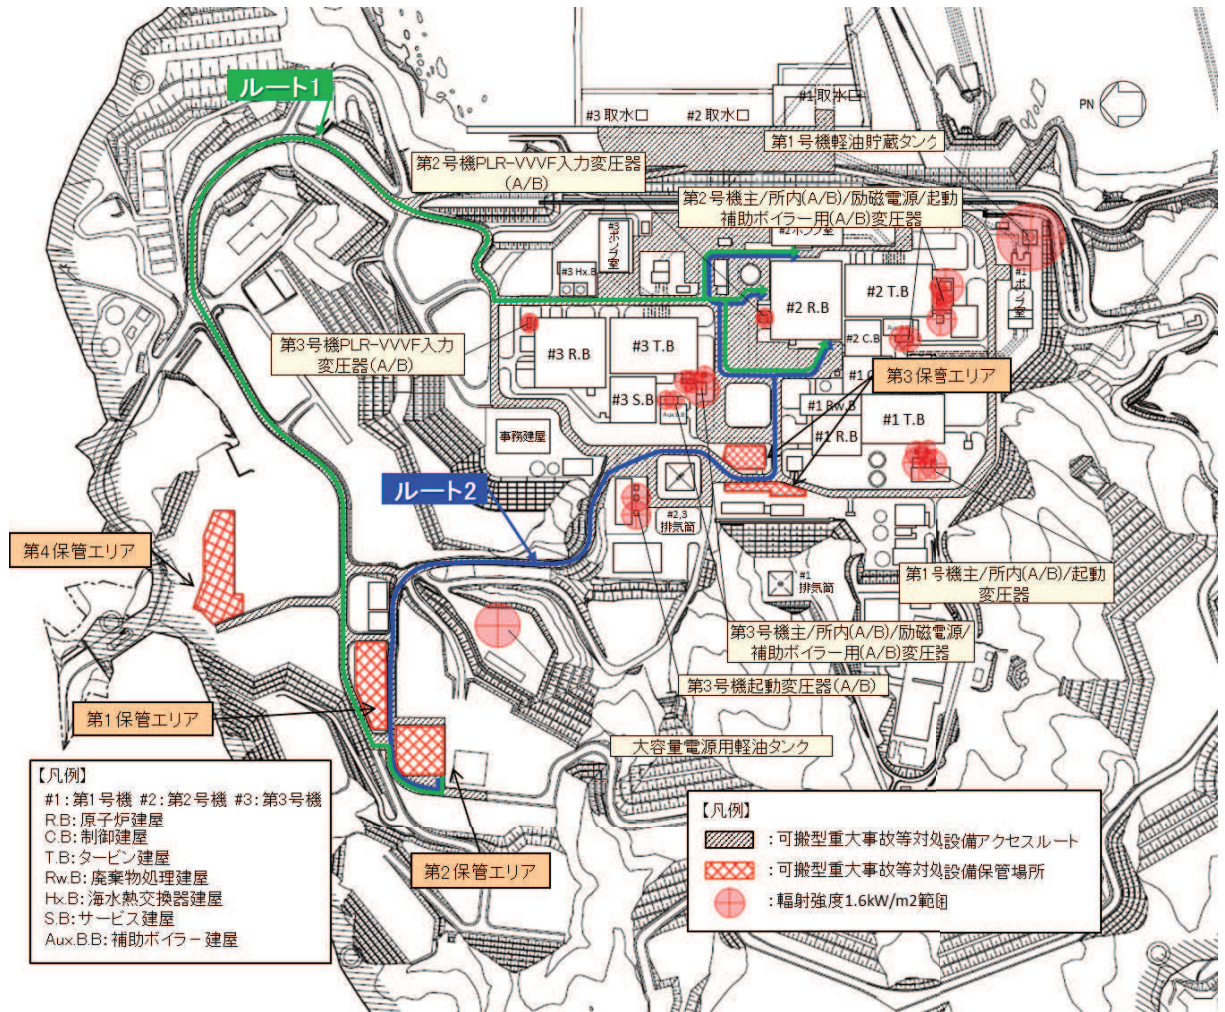 ルート1
#1取水口
#3取水口
#2取水口
PN
第1号機軽油貯蔵タンク
第2号機PLR-VVVF入力変圧器
(A/B)
第2号機主/所内(A/B)/励磁電源/起動
補助ボイラー用(A/B)変圧器
#3
ポンプ
室
#2ポンプ室
#1
ポンプ
室
#3 Hx.B
#2 R.B
#2 T.B
#3 R.B
#3 T.B
#2 C.B
第3号機PLR-VVVF入力
変圧器(A/B)
第3保管エリア
#3 S.B
Aux.B.B
#1 Rw.B
#1 R.B
#1 T.B
事務建屋
ルート2
#2,3
排気筒
第4保管エリア
#1
排気筒
第1号機主/所内(A/B)/起動
変圧器
第3号機主/所内(A/B)/励磁電源/
補助ボイラー用(A/B)変圧器
第3号機起動変圧器(A/B)
第1保管エリア
大容量電源用軽油タンク
第2保管エリア
【凡例】
#1:第1号機 #2:第2号機 #3:第3号機
R.B:原子炉建屋
C.B:制御建屋
T.B:タービン建屋
Rw.B:廃棄物処理建屋
Hx.B:海水熱交換器建屋
S.B:サービス建屋
Aux.B.B:補助ボイラー建屋
【凡例】
:可搬型重大事故等対処設備アクセスルート
:可搬型重大事故等対処設備保管場所
:輻射強度1.6kW/m2範囲